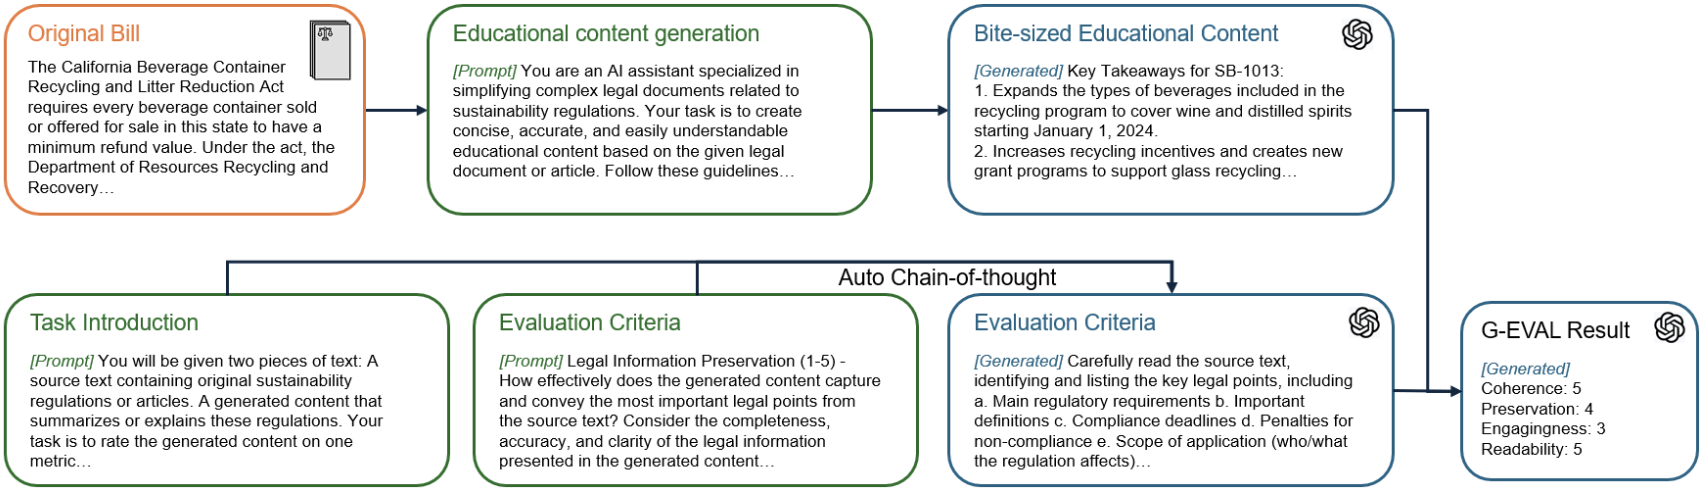 Original Bill
The California Beverage Container
Recycling and Litter Reduction Act
requires every beverage container sold
or offered for sale in this state to have a
minimum refund value. Under the act, the
Department of Resources Recycling and
Recovery…
Educational content generation
[Prompt] You are an AI assistant specialized in
simplifying complex legal documents related to
sustainability regulations. Your task is to create
concise, accurate, and easily understandable
educational content based on the given legal
document or article. Follow these guidelines…
Bite-sized Educational Content
[Generated] Key Takeaways for SB-1013:
1. Expands the types of beverages included in the
recycling program to cover wine and distilled spirits
starting January 1, 2024.
2. Increases recycling incentives and creates new
grant programs to support glass recycling…
Auto Chain-of-thought
Task Introduction
[Prompt] You will be given two pieces of text: A
source text containing original sustainability
regulations or articles. A generated content that
summarizes or explains these regulations. Your
task is to rate the generated content on one
metric…
Evaluation Criteria
[Prompt] Legal Information Preservation (1-5) -
How effectively does the generated content capture
and convey the most important legal points from
the source text? Consider the completeness,
accuracy, and clarity of the legal information
presented in the generated content…
Evaluation Criteria
[Generated] Carefully read the source text,
identifying and listing the key legal points, including
a. Main regulatory requirements b. Important
definitions c. Compliance deadlines d. Penalties for
non-compliance e. Scope of application (who/what
the regulation affects)…
G-EVAL Result
[Generated]
Coherence: 5
Preservation: 4
Engagingness: 3
Readability: 5